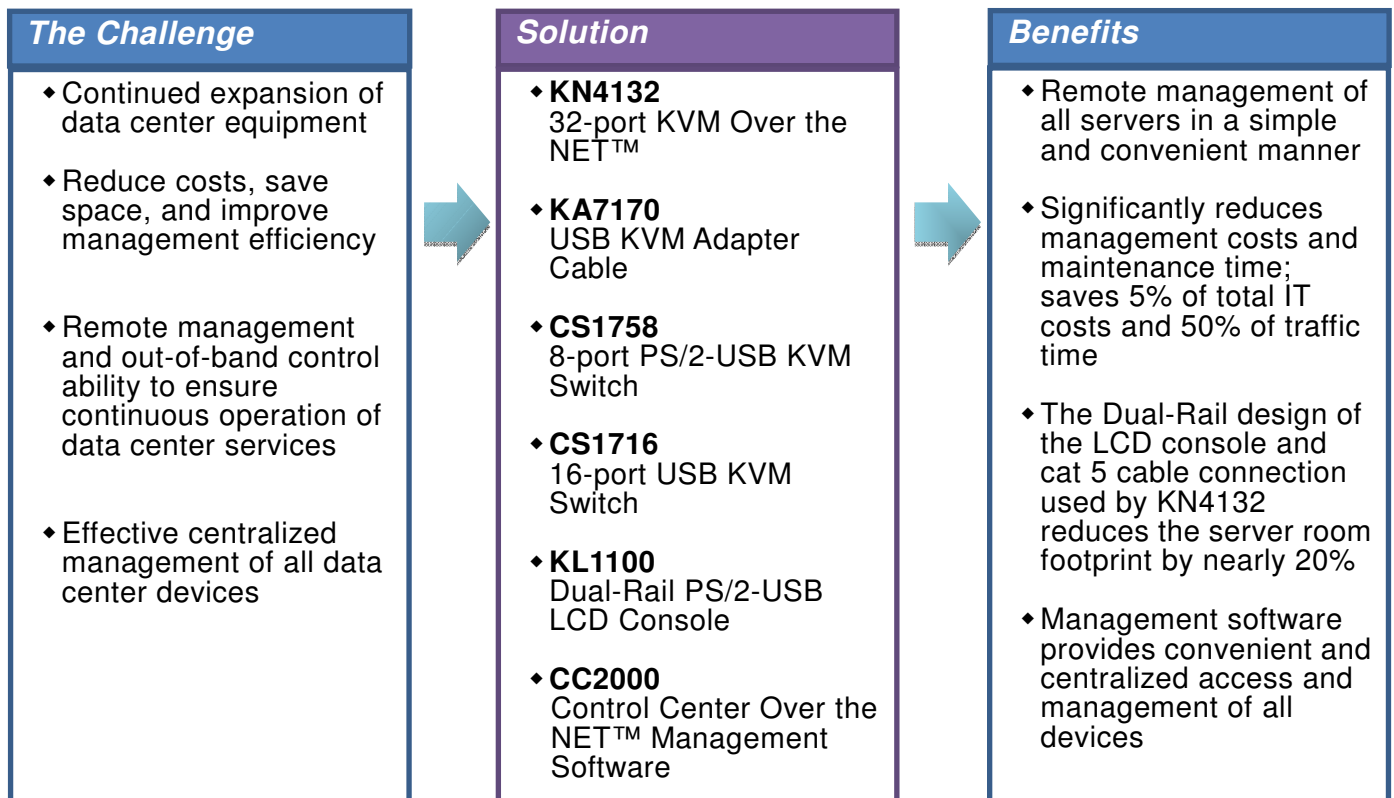 The Challenge
◆ Continued expansion of
data center equipment
◆ Reduce costs, save
space, and improve
management efficiency
◆ Remote management
and out-of-band control
ability to ensure
continuous operation of
data center services
◆ Effective centralized
management of all data
center devices
Solution
◆ KN4132
32-port KVM Over the
NET™
◆ KA7170
USB KVM Adapter
Cable
◆ CS1758
8-port PS/2-USB KVM
Switch
◆ CS1716
16-port USB KVM
Switch
◆ KL1100
Dual-Rail PS/2-USB
LCD Console
◆ CC2000
Control Center Over the
NET™ Management
Software
Benefits
◆ Remote management of
all servers in a simple
and convenient manner
◆ Significantly reduces
management costs and
maintenance time;
saves 5% of total IT
costs and 50% of traffic
time
◆ The Dual-Rail design of
the LCD console and
cat 5 cable connection
used by KN4132
reduces the server room
footprint by nearly 20%
◆ Management software
provides convenient and
centralized access and
management of all
devices